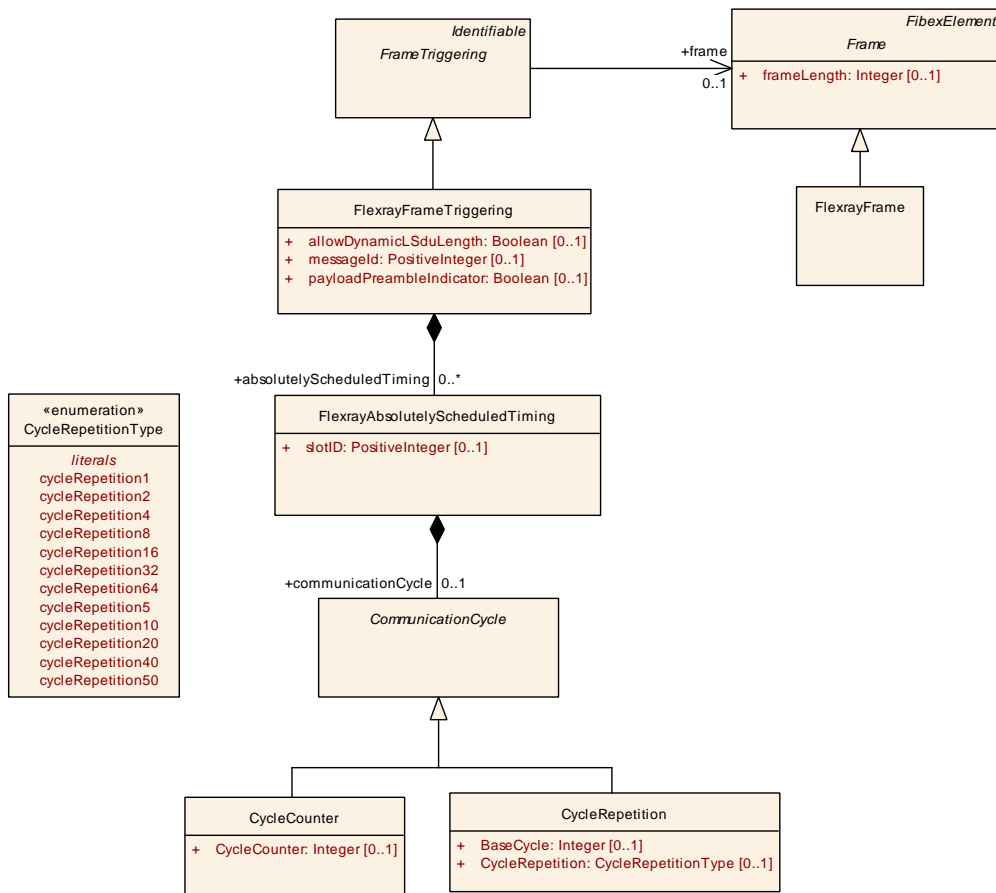 Identifiable
FrameTriggering
+frame
0..1
FibexElement
Frame
+ frameLength: Integer [0..1]
FlexrayFrame
FlexrayFrameTriggering
+ allowDynamicLSduLength: Boolean [0..1]
+ messageId: PositiveInteger [0..1]
+ payloadPreambleIndicator: Boolean [0..1]
+absolutelyScheduledTiming 0..*
FlexrayAbsolutelyScheduledTiming
+ slotID: PositiveInteger [0..1]
«enumeration»
CycleRepetitionType
literals
cycleRepetition1
cycleRepetition2
cycleRepetition4
cycleRepetition8
cycleRepetition16
cycleRepetition32
cycleRepetition64
cycleRepetition5
cycleRepetition10
cycleRepetition20
cycleRepetition40
cycleRepetition50
+communicationCycle 0..1
CommunicationCycle
CycleCounter
+ CycleCounter: Integer [0..1]
CycleRepetition
+ BaseCycle: Integer [0..1]
+ CycleRepetition: CycleRepetitionType [0..1]